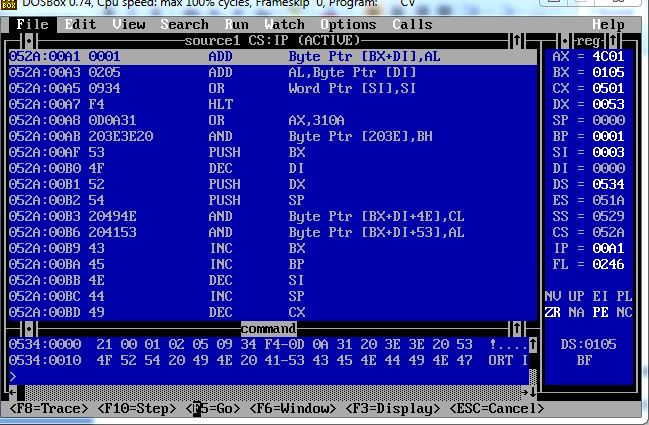 DOSBox 0.74, Cpu speed: max 100% cycles, Frameskip 0, Program: CV
File Edit View Search Run Watch Options Calls Help
source1 CS:IP (ACTIVE)
reg
052A:00A1 0001 ADD Byte Ptr [BX+DI],AL
052A:00A3 0205 ADD AL,Byte Ptr [DI]
052A:00A5 0934 OR Word Ptr [SI],SI
052A:00A7 F4 HLT
052A:00A8 0D0A31 OR AX,310A
052A:00AB 203E3E20 AND Byte Ptr [203E],BH
052A:00AF 53 PUSH BX
052A:00B0 4F DEC DI
052A:00B1 52 PUSH DX
052A:00B2 54 PUSH SP
052A:00B3 20494E AND Byte Ptr [BX+DI+4E],CL
052A:00B6 204153 AND Byte Ptr [BX+DI+53],AL
052A:00B9 43 INC BX
052A:00BA 45 INC BP
052A:00BB 4E DEC SI
052A:00BC 44 INC SP
052A:00BD 49 DEC CX
AX = 4C01
BX = 0105
CX = 0501
DX = 0053
SP = 0000
BP = 0001
SI = 0003
DI = 0000
DS = 0534
ES = 051A
SS = 0529
CS = 052A
IP = 00A1
FL = 0246
NV UP EI PL
ZR NA PE NC
DS:0105
BF
command
0534:0000 21 00 01 02 05 09 34 F4-0D 0A 31 20 3E 3E 20 53 !....
0534:0010 4F 52 54 20 49 4E 20 41-53 43 45 4E 44 49 4E 47 ORT I
>
<F8=Trace> <F10=Step> <F5=Go> <F6=Window> <F3=Display> <ESC=Cancel>